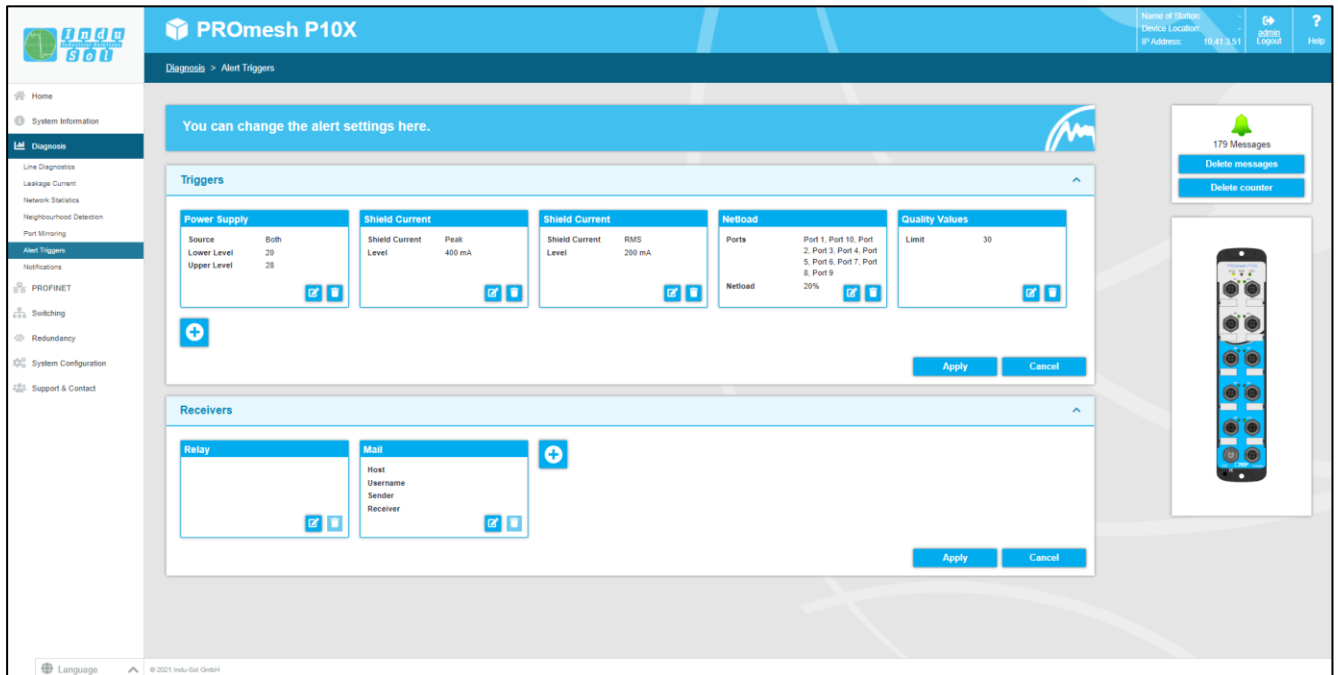 Indu
Industrial Solutions
Sol
PROmesh P10X
Name of Station: -
Device Location: -
IP Address: 10.41.3.51
admin
Logout
?
Help
Diagnosis > Alert Triggers
Home
System Information
Diagnosis
Line Diagnostics
Leakage Current
Network Statistics
Neighbourhood Detection
Port Mirroring
Alert Triggers
Notifications
PROFINET
Switching
Redundancy
System Configuration
Support & Contact
You can change the alert settings here.
Triggers
Power Supply
Source Both
Lower Level 20
Upper Level 28
Shield Current
Shield Current Peak
Level 400 mA
Shield Current
Shield Current RMS
Level 200 mA
Netload
Ports Port 1, Port 10, Port
2, Port 3, Port 4, Port
5, Port 6, Port 7, Port
8, Port 9
Netload 20%
Quality Values
Limit 30
Apply
Cancel
Receivers
Relay
Mail
Host
Username
Sender
Receiver
Apply
Cancel
179 Messages
Delete messages
Delete counter
Language
© 2021 Indu-Sol GmbH